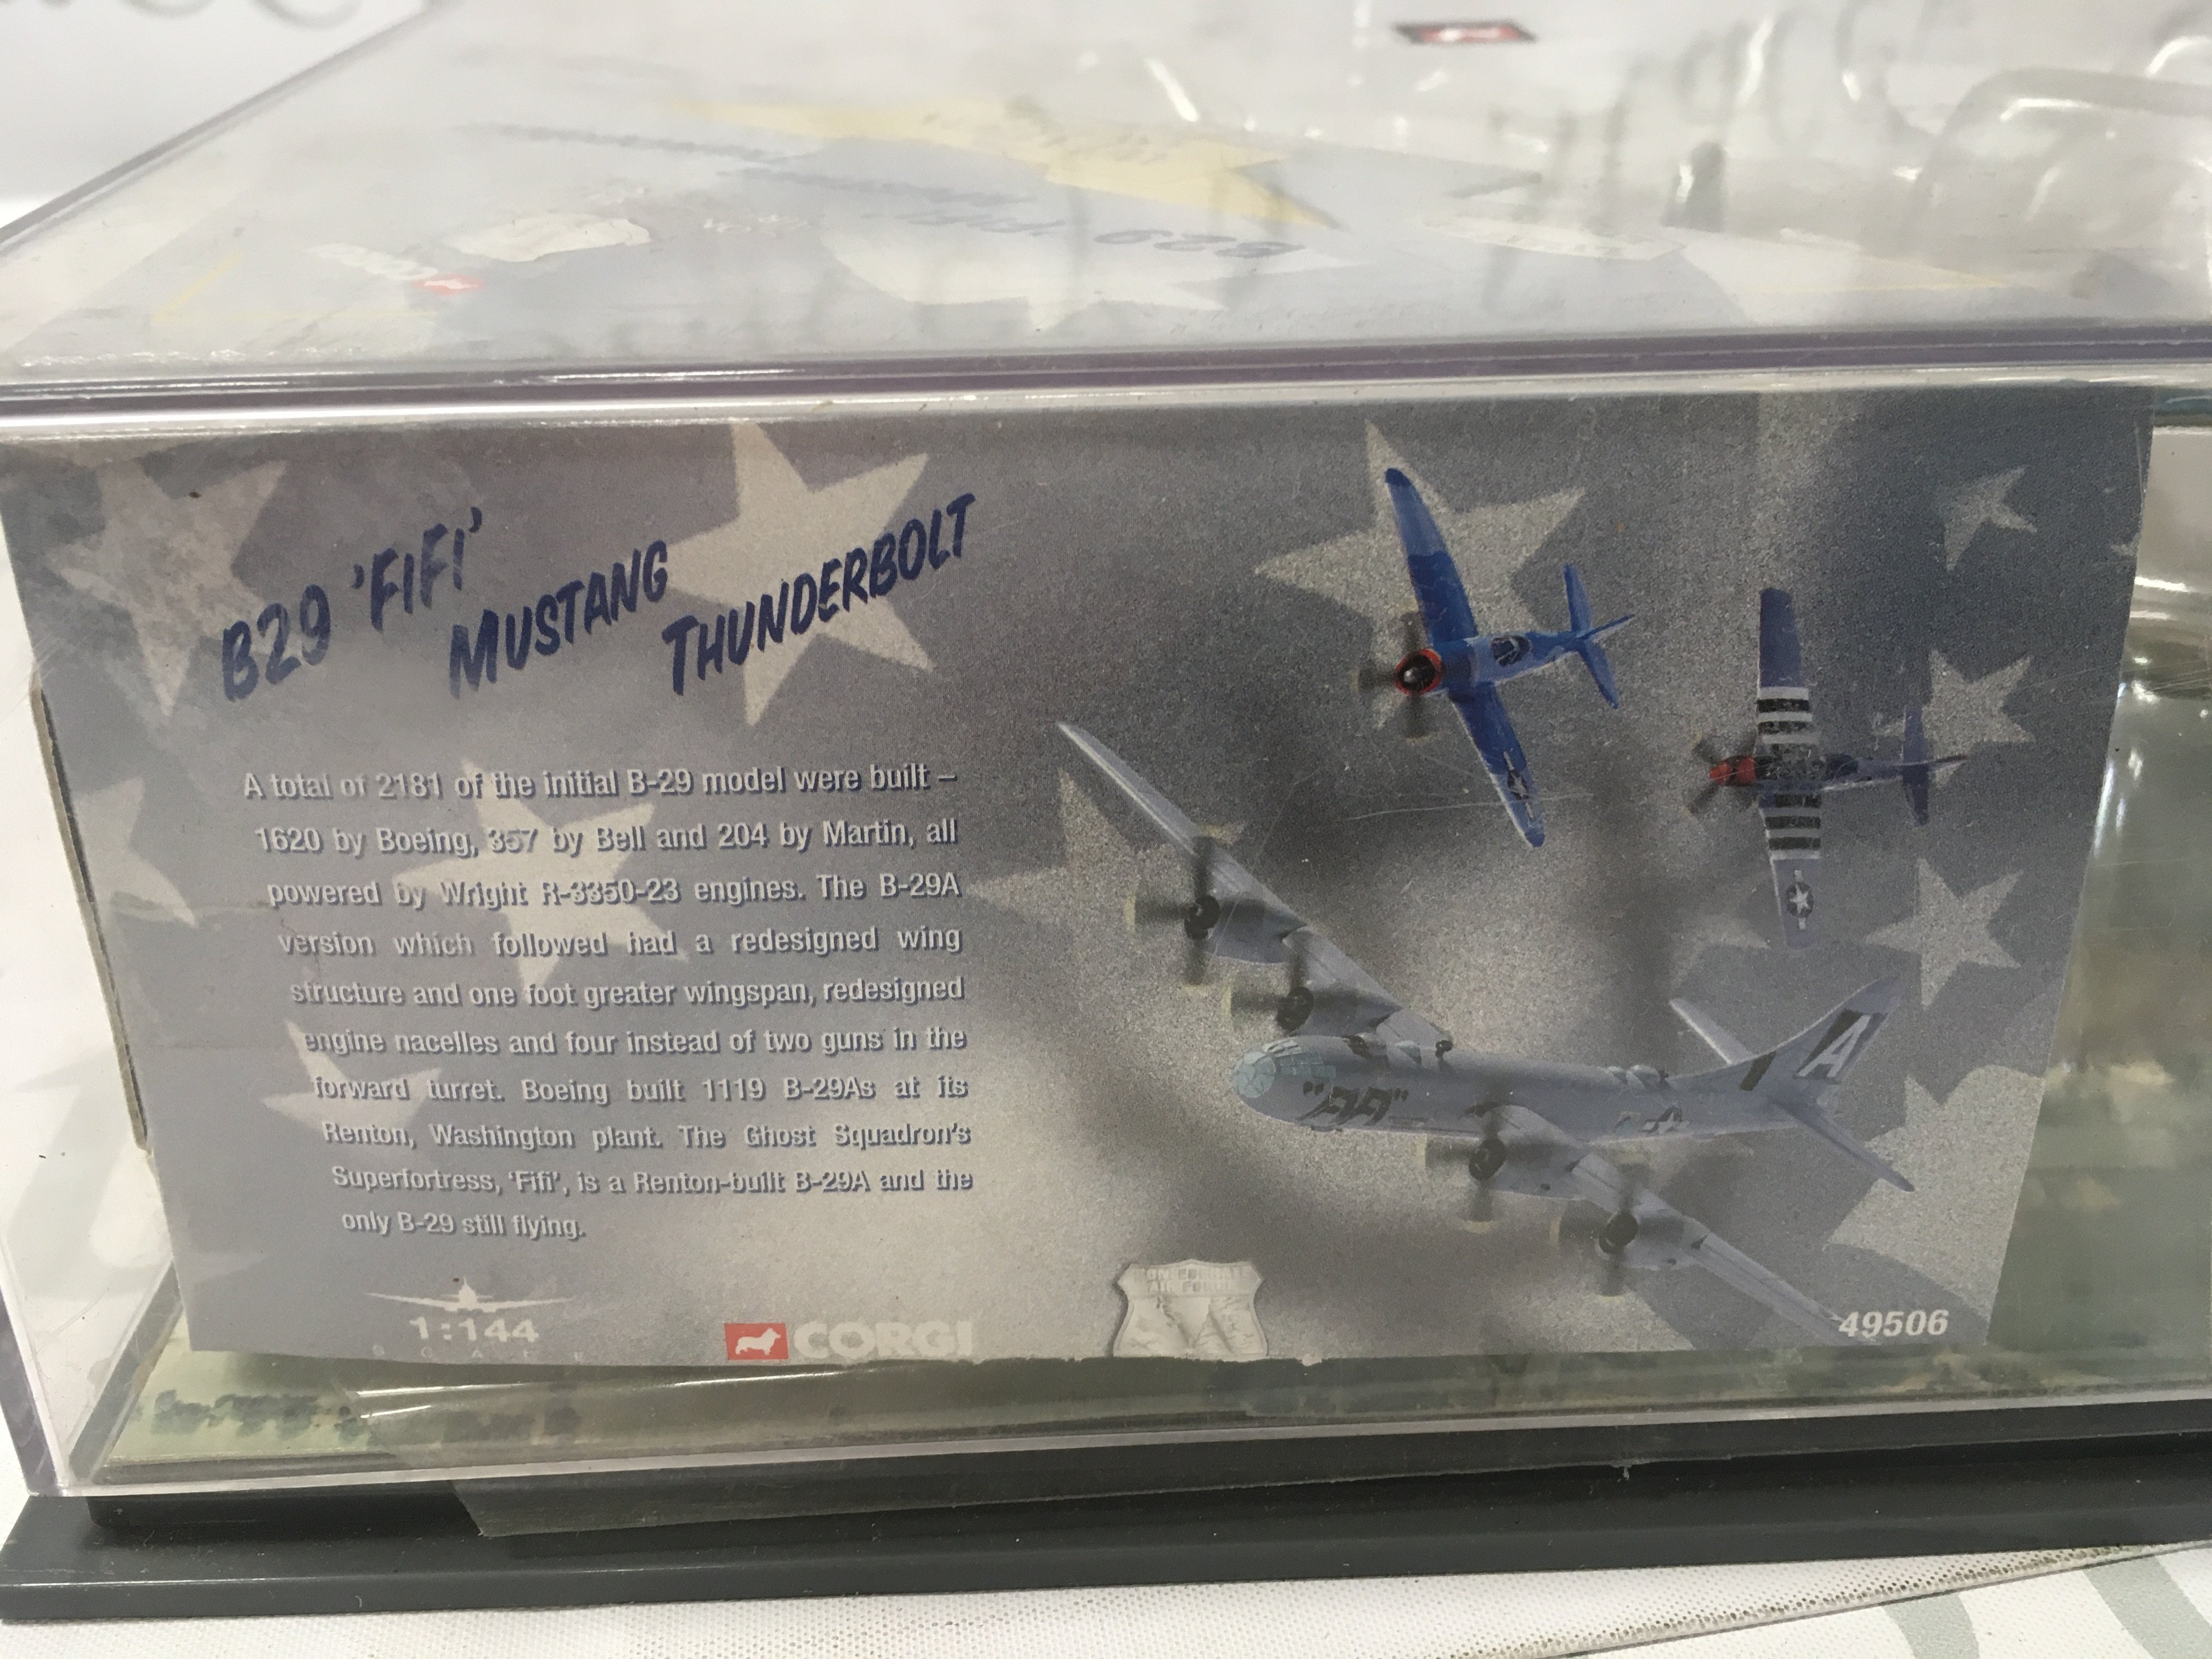 B29 'FIFI'
MUSTANG
THUNDERBOLT
A total of 2181 of the initial B-29 model were built –
1620 by Boeing, 357 by Bell and 204 by Martin, all
powered by Wright R-3350-23 engines. The B-29A
version which followed had a redesigned wing
structure and one foot greater wingspan, redesigned
engine nacelles and four instead of two guns in the
forward turret. Boeing built 1119 B-29As at its
Renton, Washington plant. The Ghost Squadron's
Superfortress, 'Fifi', is a Renton-built B-29A and the
only B-29 still flying.
A
1:144
SCALE
CORGI
49506